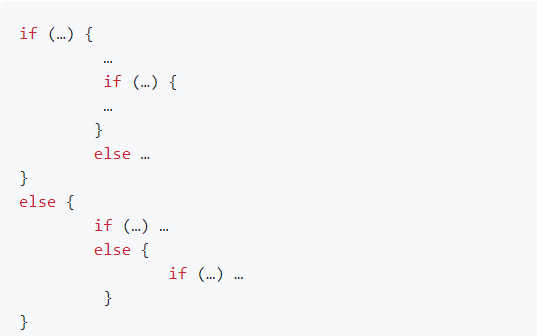 if (…) {
…
if (…) {
…
}
else …
}
else {
if (…) …
else {
if (…) …
}
}